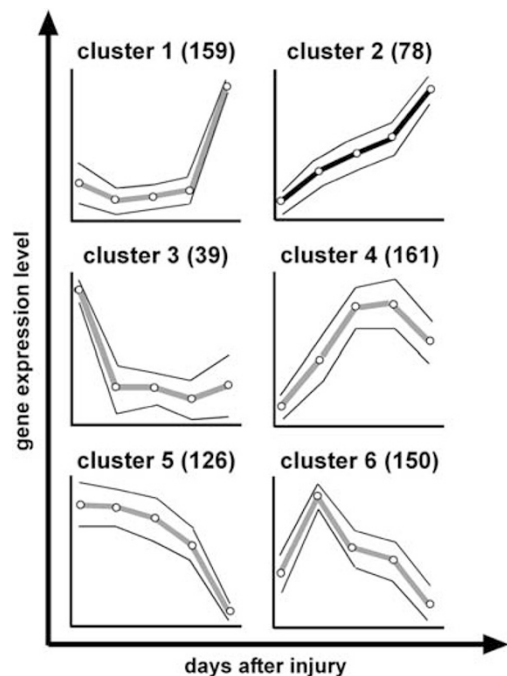 cluster 1 (159)
cluster 2 (78)
cluster 3 (39)
cluster 4 (161)
cluster 5 (126)
cluster 6 (150)
gene expression level
days after injury